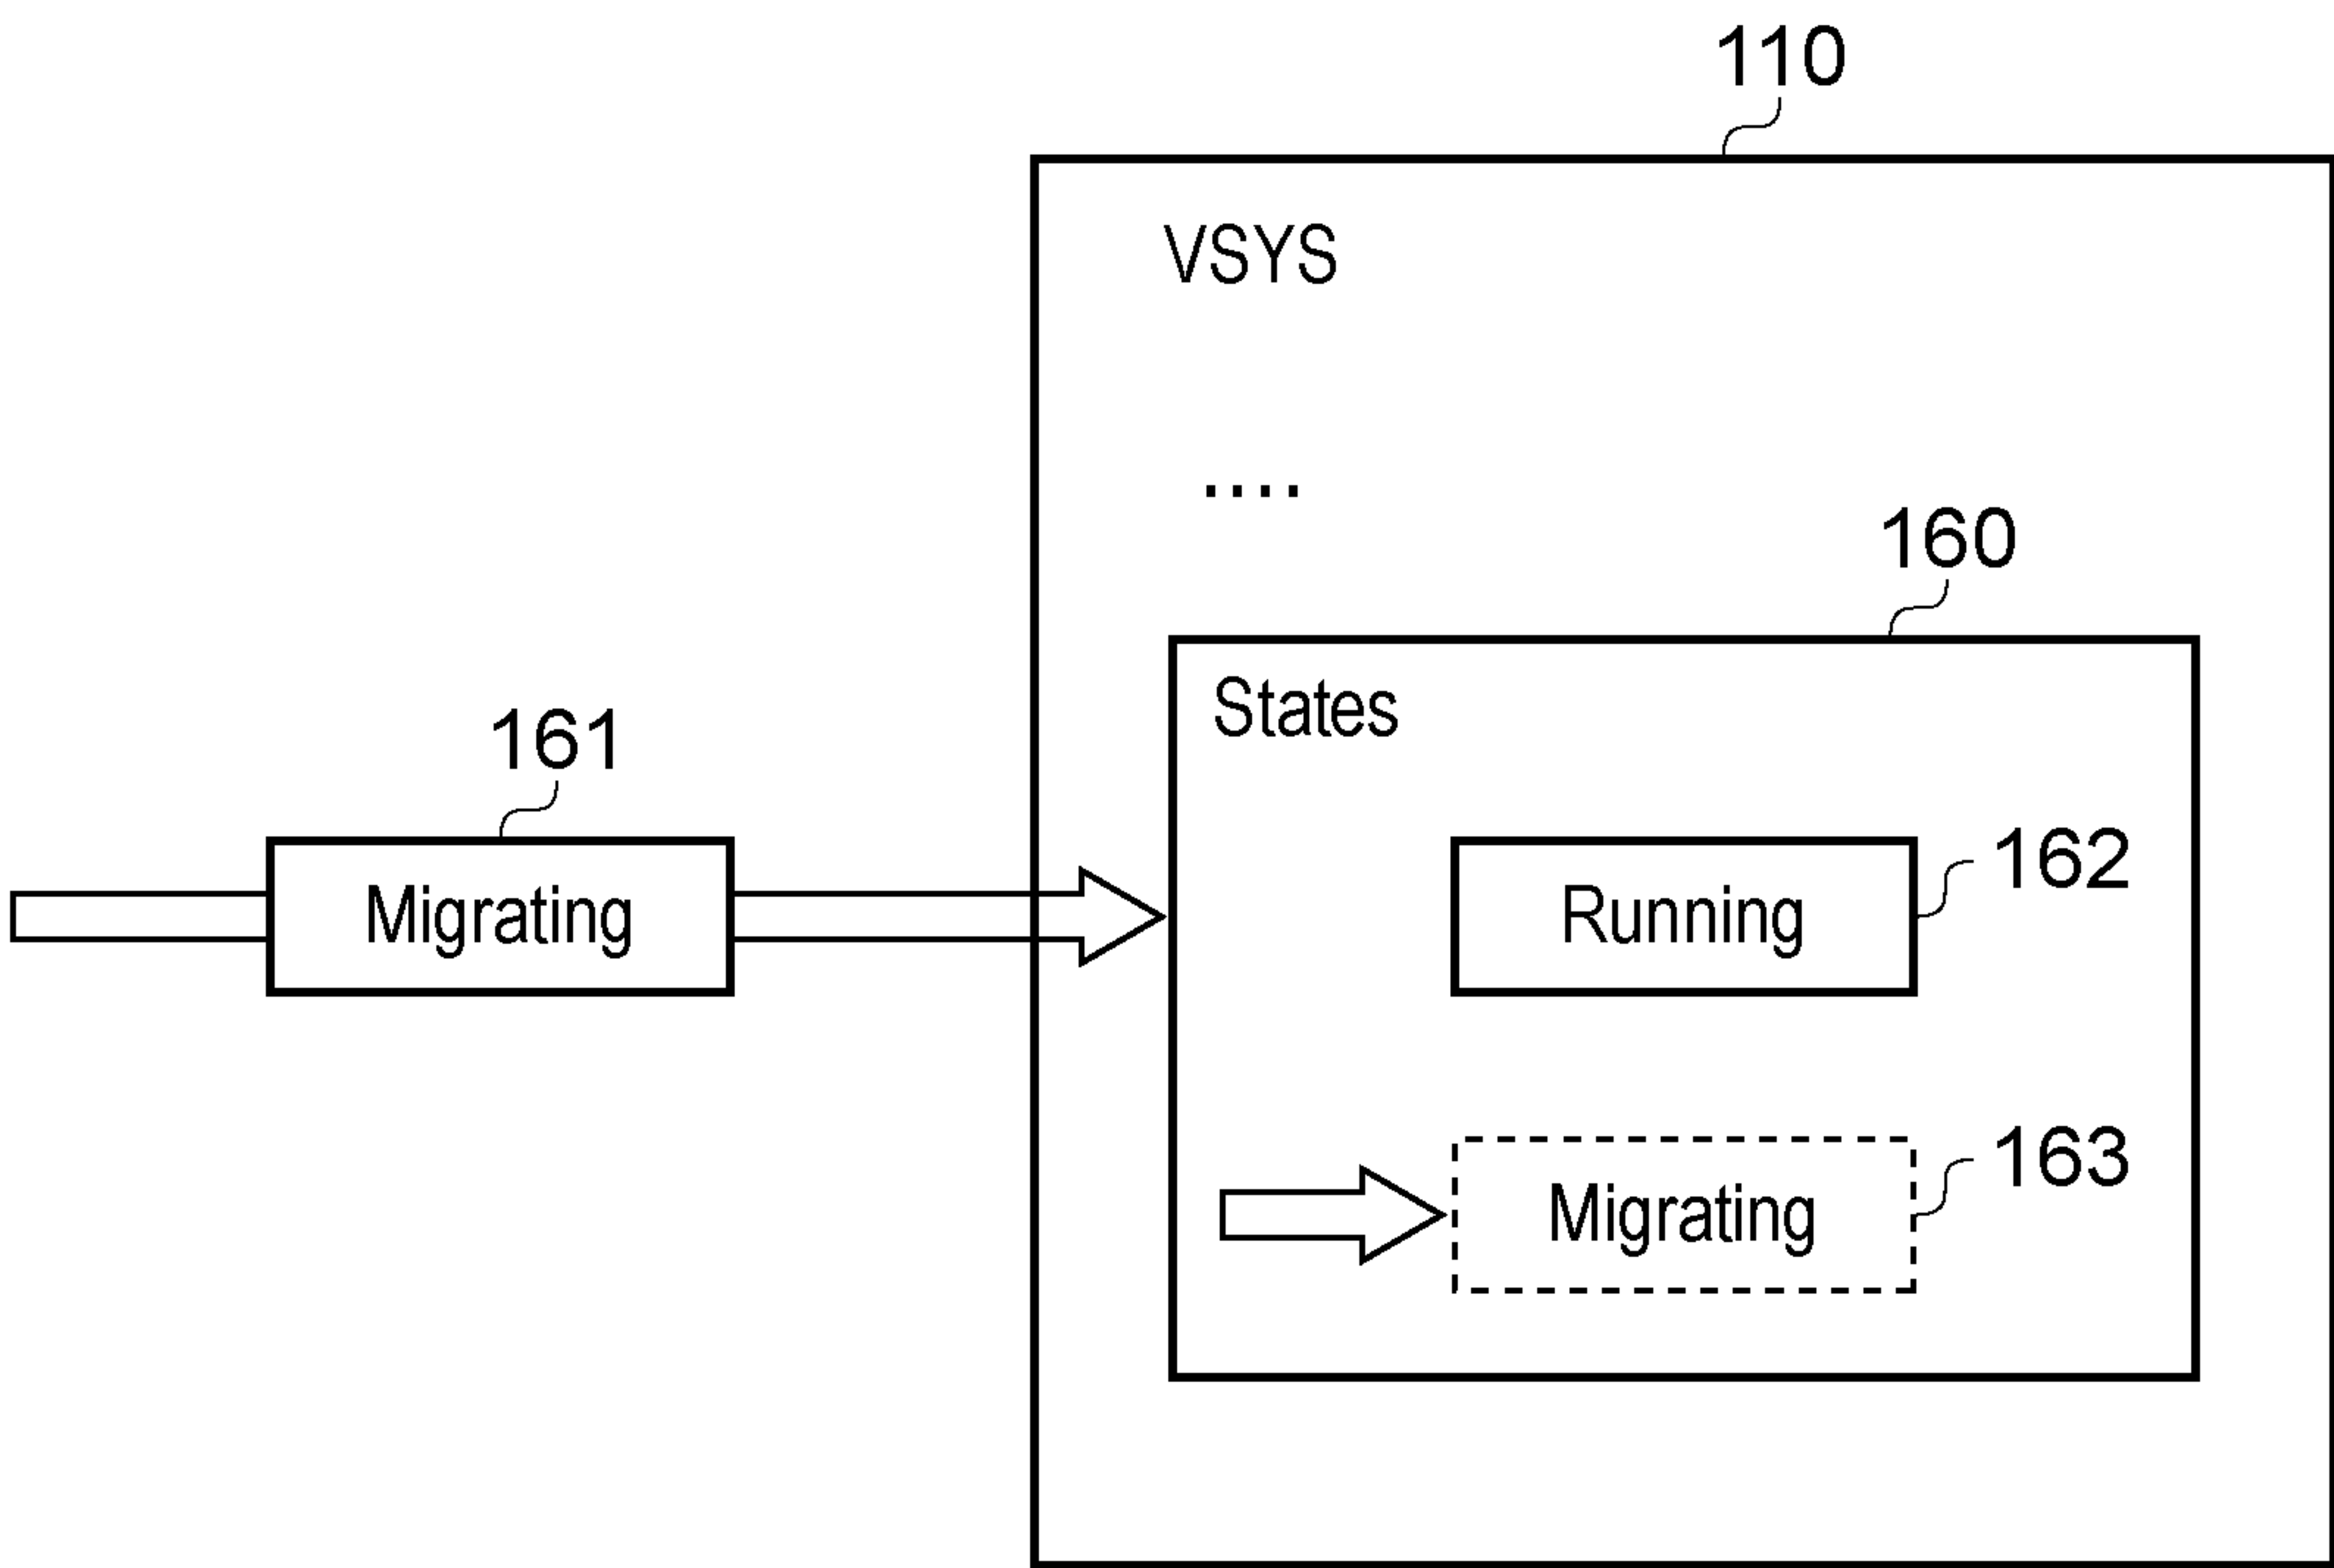 110
VSYS
....
160
States
161
Migrating
Running
162
Migrating
163